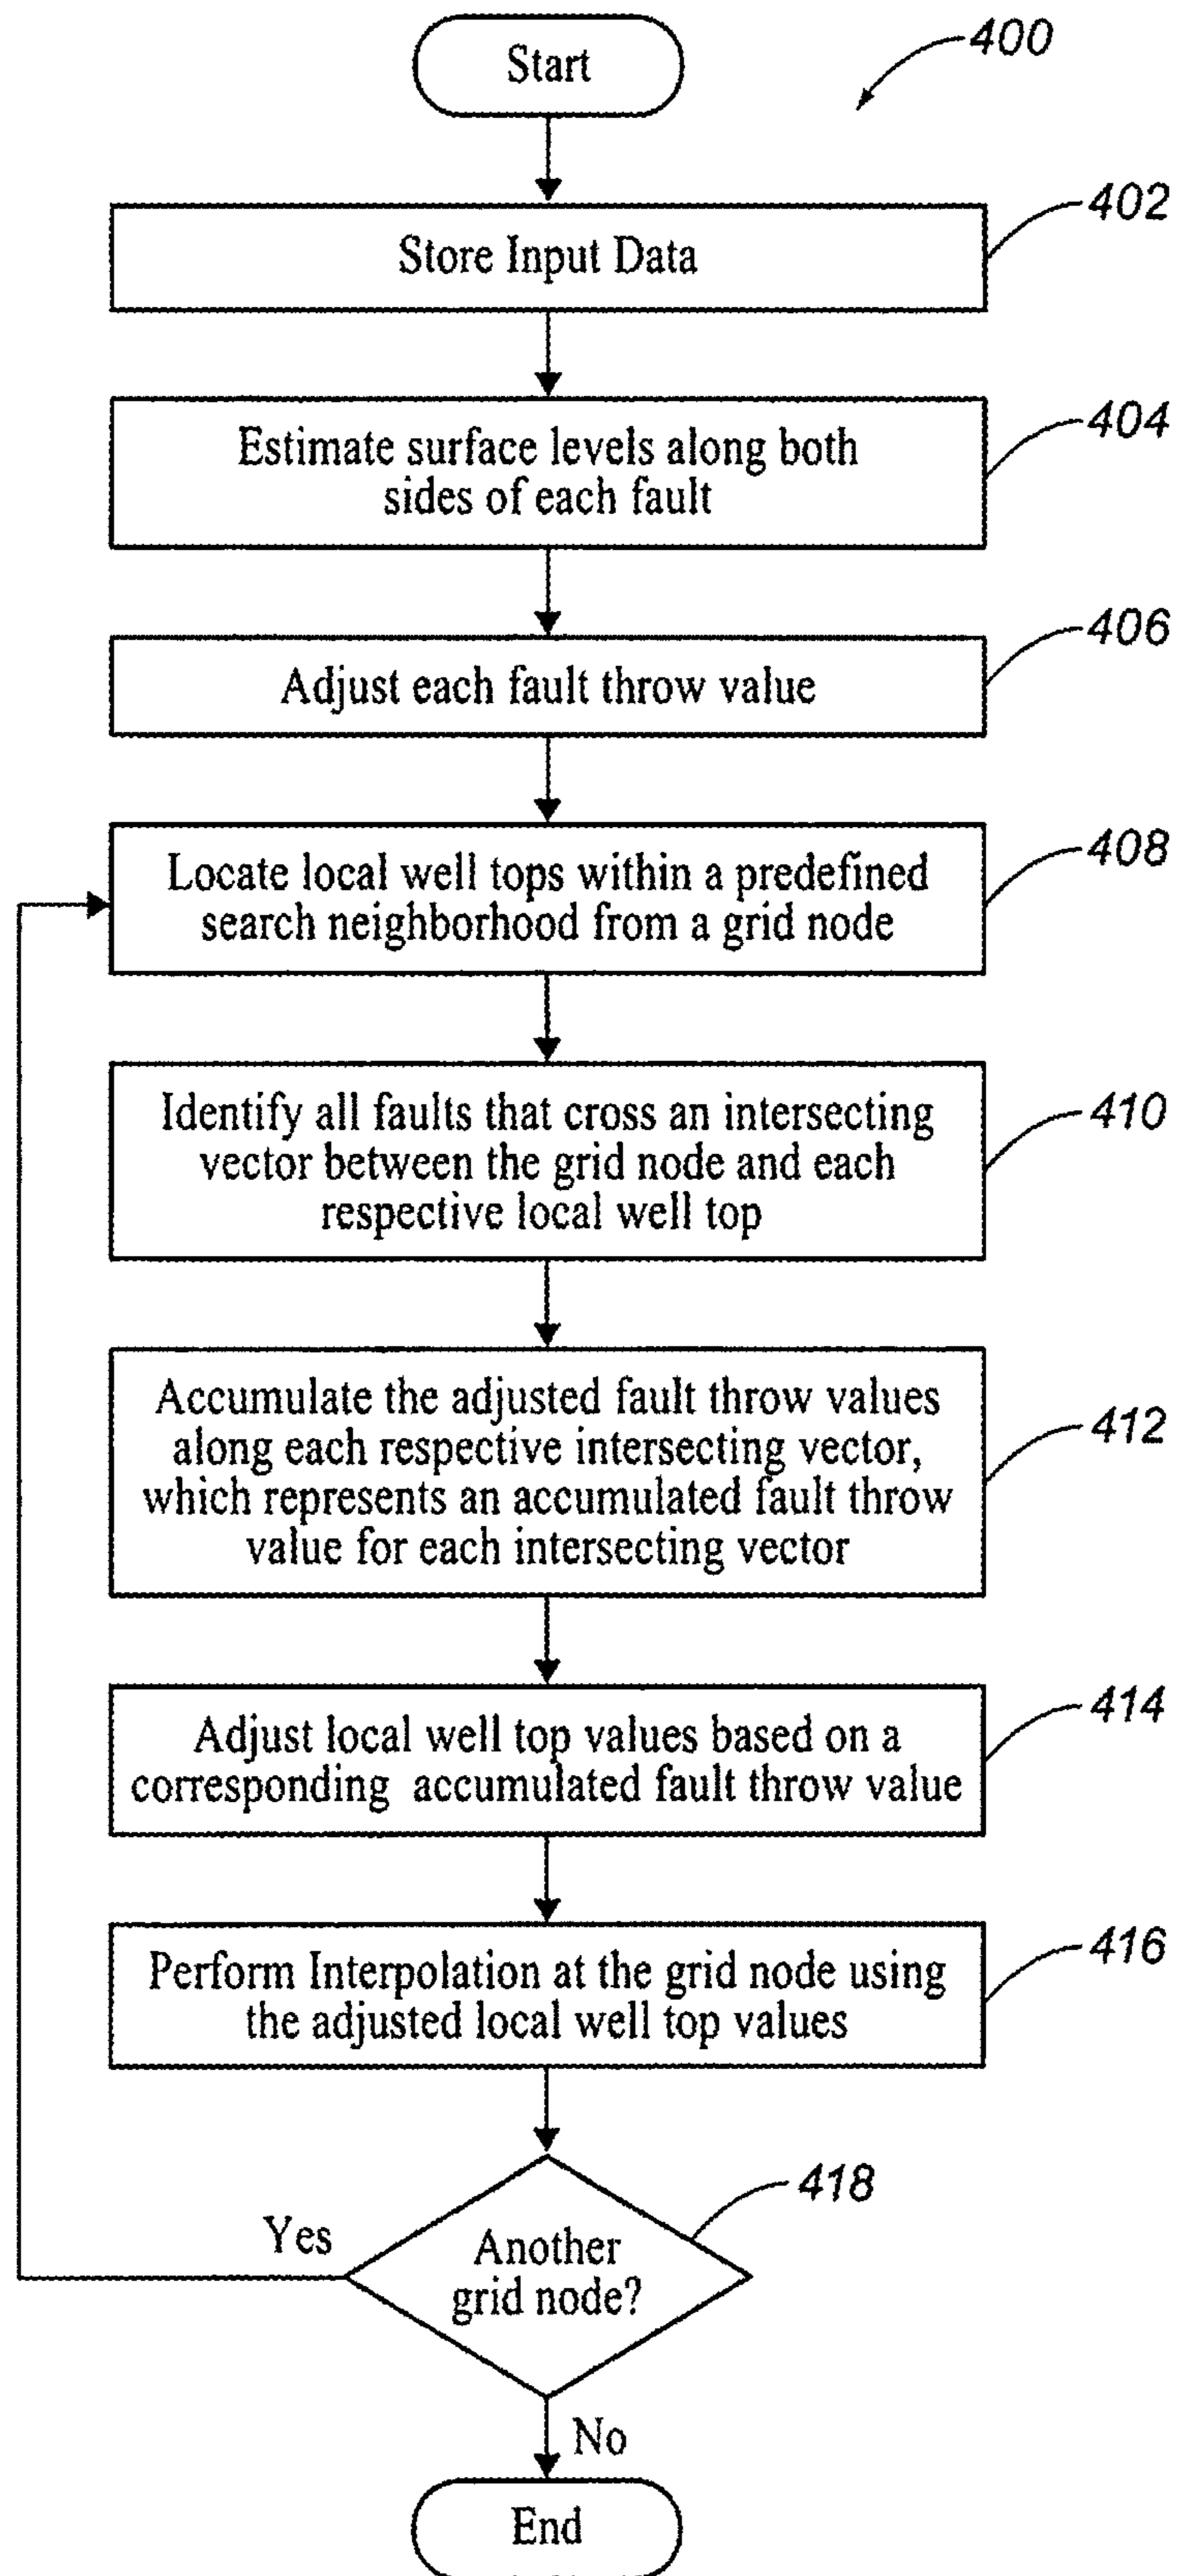 Start
400
402
Store Input Data
404
Estimate surface levels along both
sides of each fault
406
Adjust each fault throw value
408
Locate local well tops within a predefined
search neighborhood from a grid node
410
Identify all faults that cross an intersecting
vector between the grid node and each
respective local well top
412
Accumulate the adjusted fault throw values
along each respective intersecting vector,
which represents an accumulated fault throw
value for each intersecting vector
414
Adjust local well top values based on a
corresponding accumulated fault throw value
416
Perform Interpolation at the grid node using
the adjusted local well top values
418
Yes
Another
grid node?
No
End